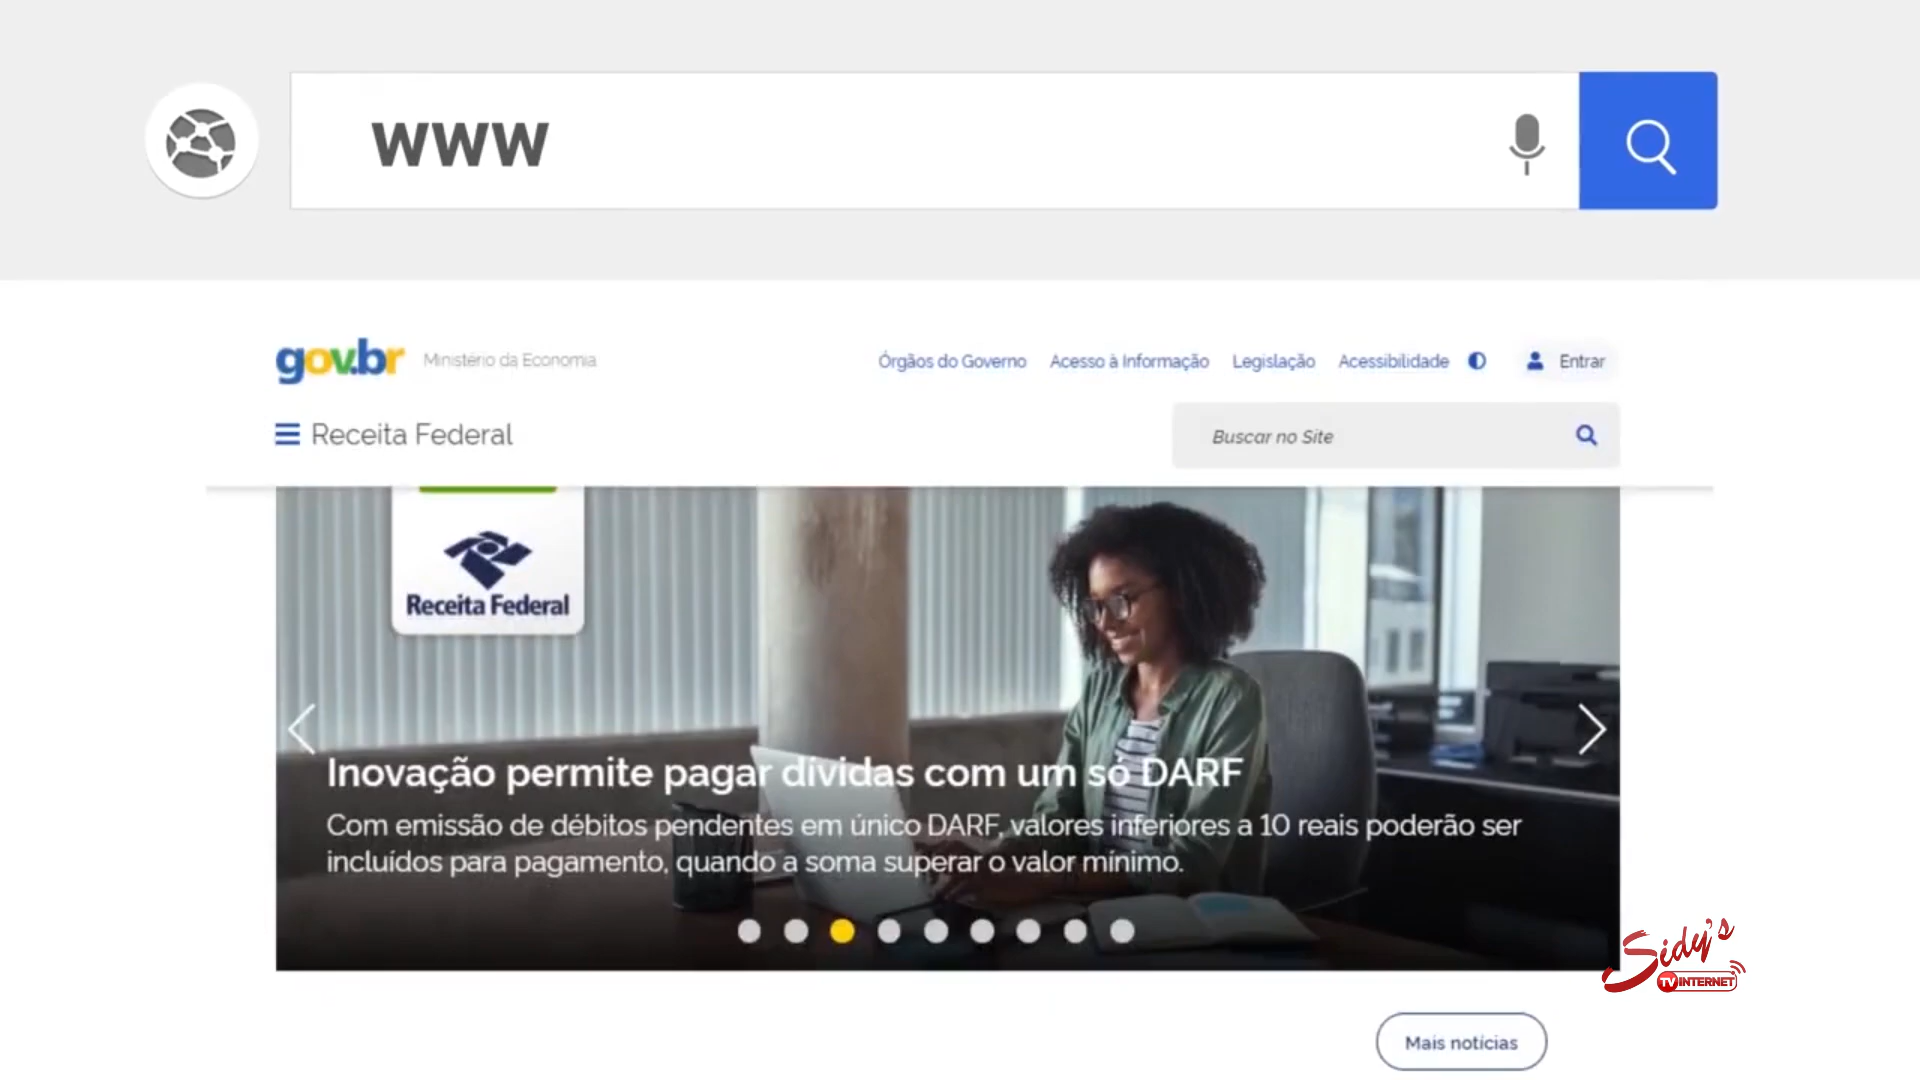 WWW
gov.br Ministério da Economia
Órgãos do Governo Acesso à Informação Legislação Acessibilidade Entrar
Receita Federal
Buscar no Site
Receita Federal
Inovação permite pagar dívidas com um só DARF
Com emissão de débitos pendentes em único DARF, valores inferiores a 10 reais poderão ser
incluídos para pagamento, quando a soma superar o valor mínimo.
Sidy's
TV INTERNET
Mais notícias